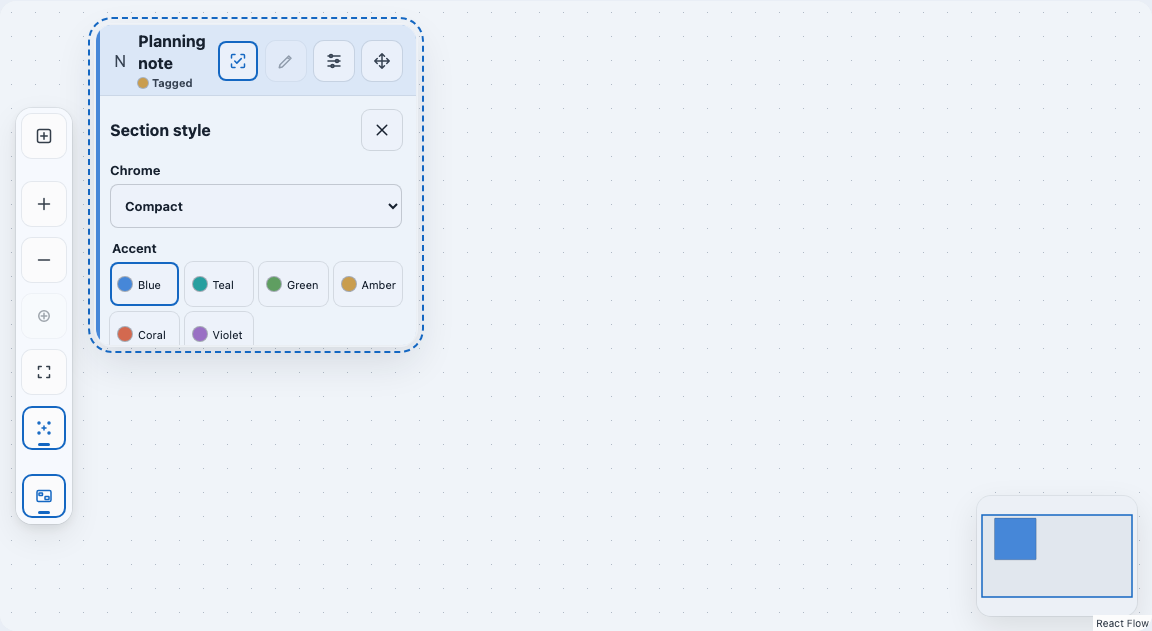 Planning
note
N
Tagged
Section style
Chrome
Compact
Accent
Blue
Teal
Green
Amber
Coral
Violet
React Flow